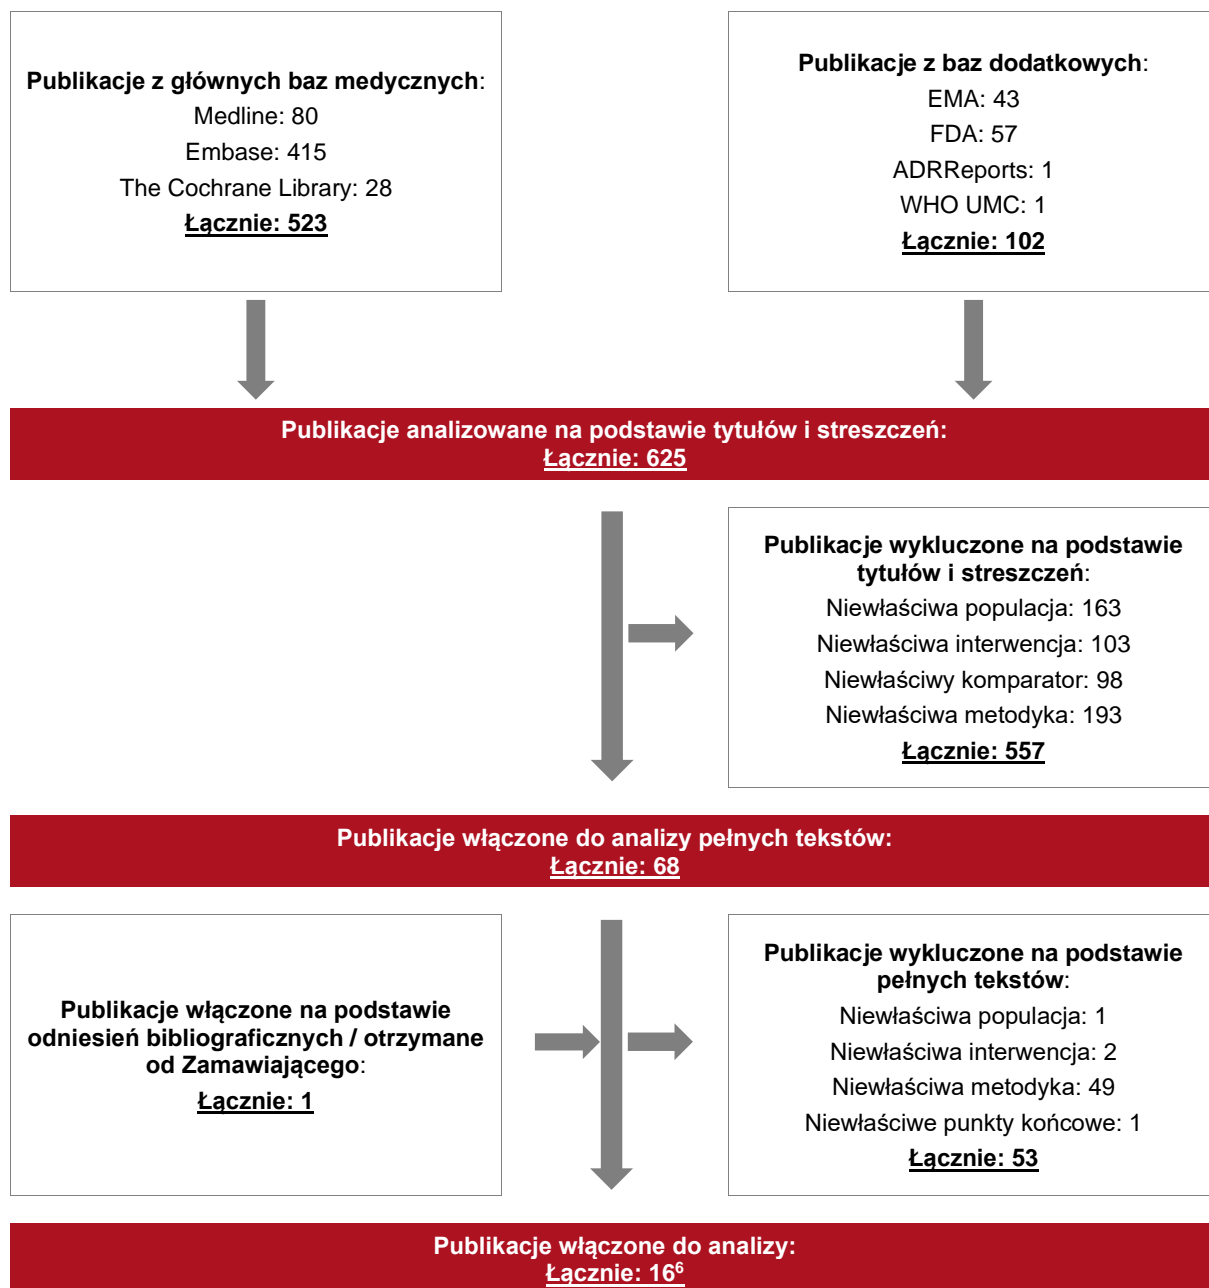 Publikacje z głównych baz medycznych:
Medline: 80
Embase: 415
The Cochrane Library: 28
Łącznie: 523
Publikacje z baz dodatkowych:
EMA: 43
FDA: 57
ADRReports: 1
WHO UMC: 1
Łącznie: 102
Publikacje analizowane na podstawie tytułów i streszczeń:
Łącznie: 625
Publikacje wykluczone na podstawie
tytułów i streszczeń:
Niewłaściwa populacja: 163
Niewłaściwa interwencja: 103
Niewłaściwy komparator: 98
Niewłaściwa metodyka: 193
Łącznie: 557
Publikacje włączone do analizy pełnych tekstów:
Łącznie: 68
Publikacje włączone na podstawie
odniesień bibliograficznych / otrzymane
od Zamawiającego:
Łącznie: 1
Publikacje wykluczone na podstawie
pełnych tekstów:
Niewłaściwa populacja: 1
Niewłaściwa interwencja: 2
Niewłaściwa metodyka: 49
Niewłaściwe punkty końcowe: 1
Łącznie: 53
Publikacje włączone do analizy:
Łącznie: 16⁶